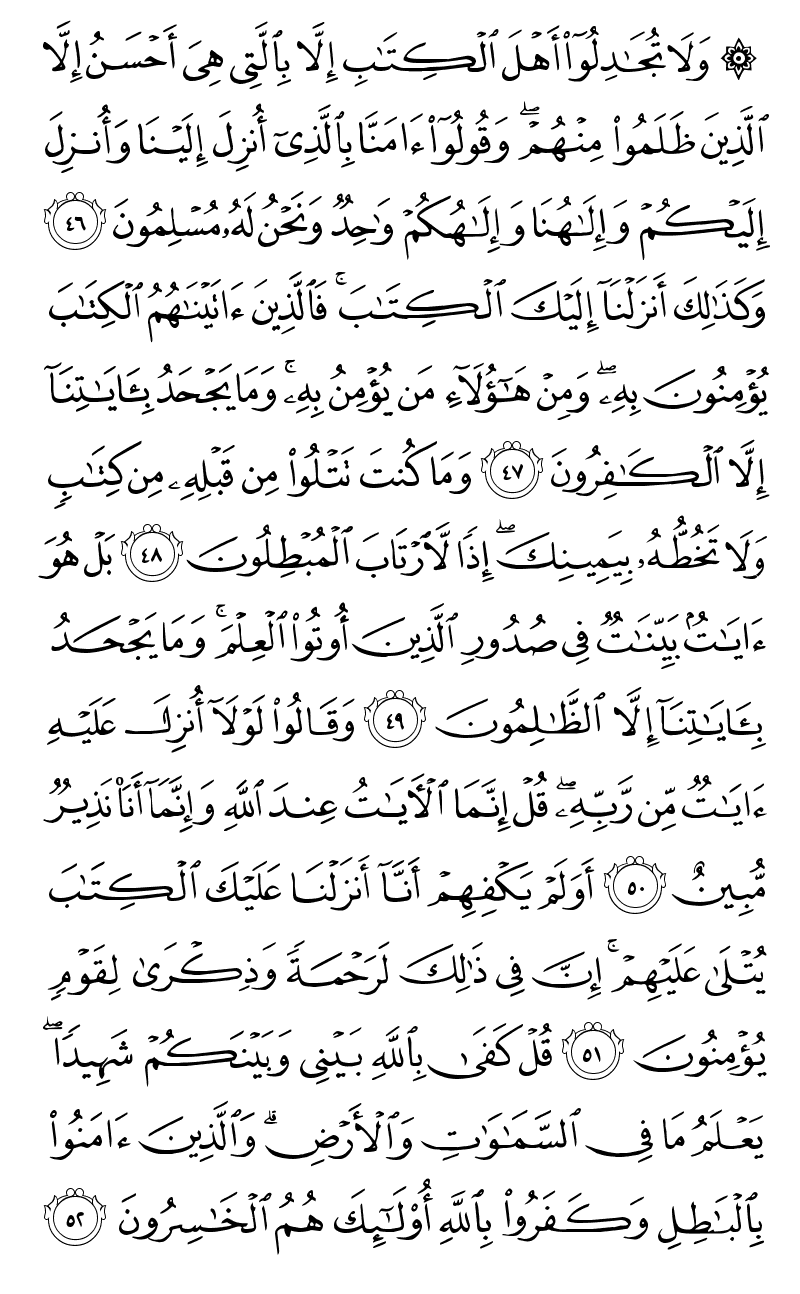 ۞ وَلَا تُجَٰدِلُوٓا۟ أَهْلَ ٱلْكِتَٰبِ إِلَّا بِٱلَّتِى هِىَ أَحْسَنُ إِلَّا
ٱلَّذِينَ ظَلَمُوا۟ مِنْهُمْ ۖ وَقُولُوٓا۟ ءَامَنَّا بِٱلَّذِىٓ أُنزِلَ إِلَيْنَا وَأُنزِلَ
إِلَيْكُمْ وَإِلَٰهُنَا وَإِلَٰهُكُمْ وَٰحِدٌ وَنَحْنُ لَهُۥ مُسْلِمُونَ ٤٦
وَكَذَٰلِكَ أَنزَلْنَآ إِلَيْكَ ٱلْكِتَٰبَ ۚ فَٱلَّذِينَ ءَاتَيْنَٰهُمُ ٱلْكِتَٰبَ
يُؤْمِنُونَ بِهِۦ ۖ وَمِنْ هَٰٓؤُلَآءِ مَن يُؤْمِنُ بِهِۦ ۚ وَمَا يَجْحَدُ بِـَٔايَٰتِنَآ
إِلَّا ٱلْكَٰفِرُونَ ٤٧ وَمَا كُنتَ تَتْلُوا۟ مِن قَبْلِهِۦ مِن كِتَٰبٍ
وَلَا تَخُطُّهُۥ بِيَمِينِكَ ۖ إِذًا لَّٱرْتَابَ ٱلْمُبْطِلُونَ ٤٨ بَلْ هُوَ
ءَايَٰتٌۢ بَيِّنَٰتٌ فِى صُدُورِ ٱلَّذِينَ أُوتُوا۟ ٱلْعِلْمَ ۚ وَمَا يَجْحَدُ
بِـَٔايَٰتِنَآ إِلَّا ٱلظَّٰلِمُونَ ٤٩ وَقَالُوا۟ لَوْلَآ أُنزِلَ عَلَيْهِ
ءَايَٰتٌ مِّن رَّبِّهِۦ ۖ قُلْ إِنَّمَا ٱلْءَايَٰتُ عِندَ ٱللَّهِ وَإِنَّمَآ أَنَا۠ نَذِيرٌ
مُّبِينٌ ٥٠ أَوَلَمْ يَكْفِهِمْ أَنَّآ أَنزَلْنَا عَلَيْكَ ٱلْكِتَٰبَ
يُتْلَىٰ عَلَيْهِمْ ۚ إِنَّ فِى ذَٰلِكَ لَرَحْمَةً وَذِكْرَىٰ لِقَوْمٍ
يُؤْمِنُونَ ٥١ قُلْ كَفَىٰ بِٱللَّهِ بَيْنِى وَبَيْنَكُمْ شَهِيدًا ۖ
يَعْلَمُ مَا فِى ٱلسَّمَٰوَٰتِ وَٱلْأَرْضِ ۗ وَٱلَّذِينَ ءَامَنُوا۟
بِٱلْبَٰطِلِ وَكَفَرُوا۟ بِٱللَّهِ أُو۟لَٰٓئِكَ هُمُ ٱلْخَٰسِرُونَ ٥٢